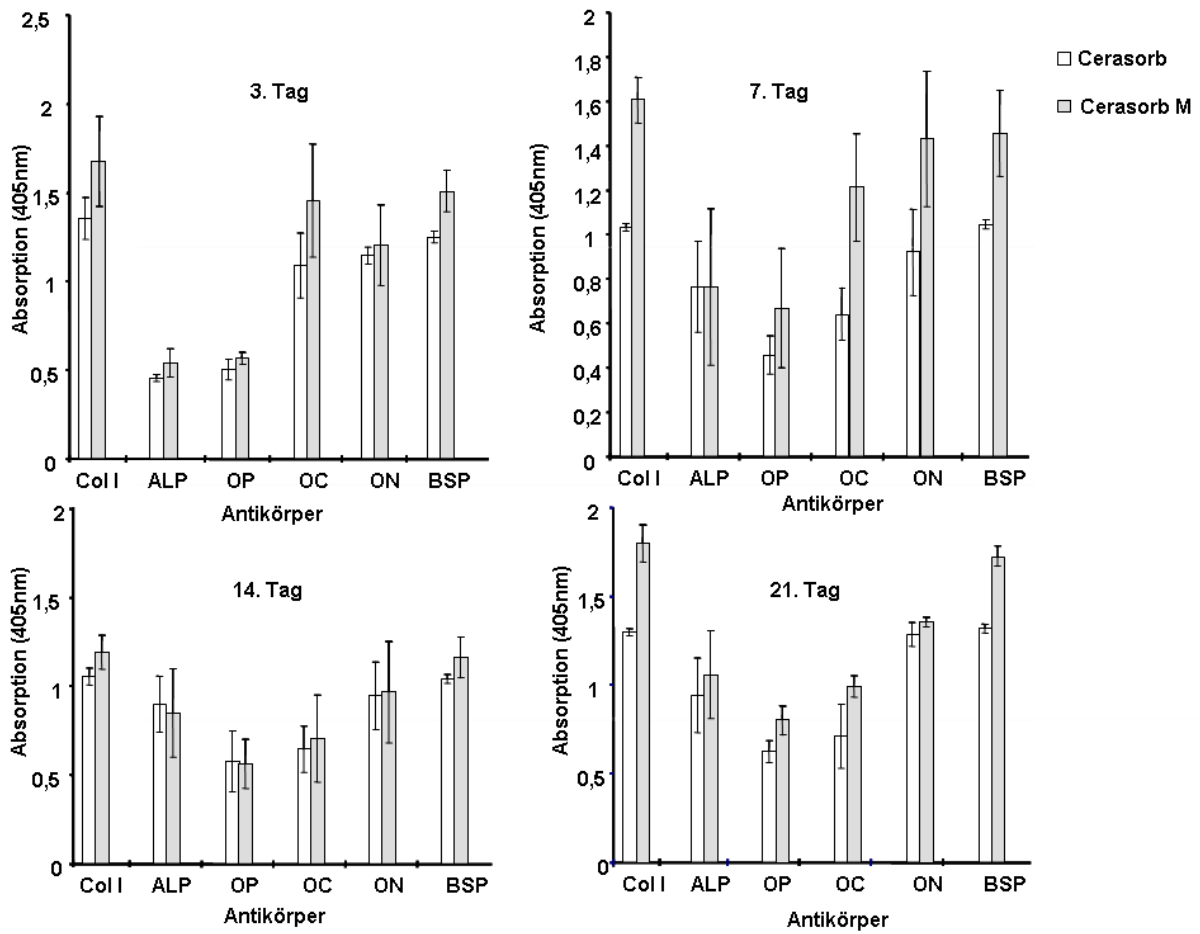 2,5
2
1,5
1
0,5
0
Absorption (405nm)
3. Tag
Col I ALP OP OC ON BSP
Antikörper
2
1,8
1,6
1,4
1,2
1
0,8
0,6
0,4
0,2
0
Absorption (405nm)
7. Tag
Col I ALP OP OC ON BSP
Antikörper
Cerasorb
Cerasorb M
2
1,5
1
0,5
0
Absorption (405nm)
14. Tag
Col I ALP OP OC ON BSP
Antikörper
2
1,5
1
0,5
0
Absorption (405nm)
21. Tag
Col I ALP OP OC ON BSP
Antikörper